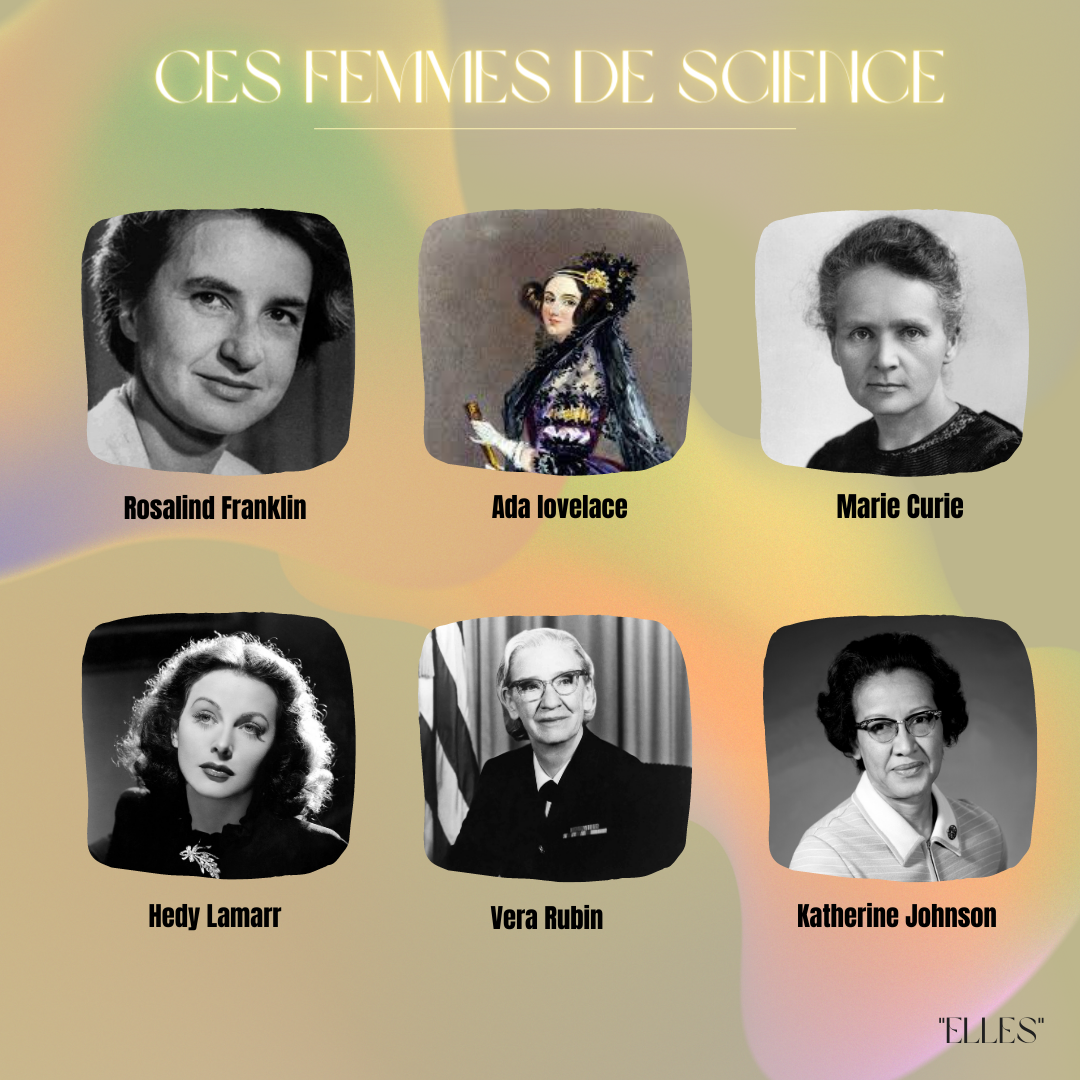 CES FEMMES DE SCIENCE
Rosalind Franklin
Ada lovelace
Marie Curie
Hedy Lamarr
Vera Rubin
Katherine Johnson
"ELLES"